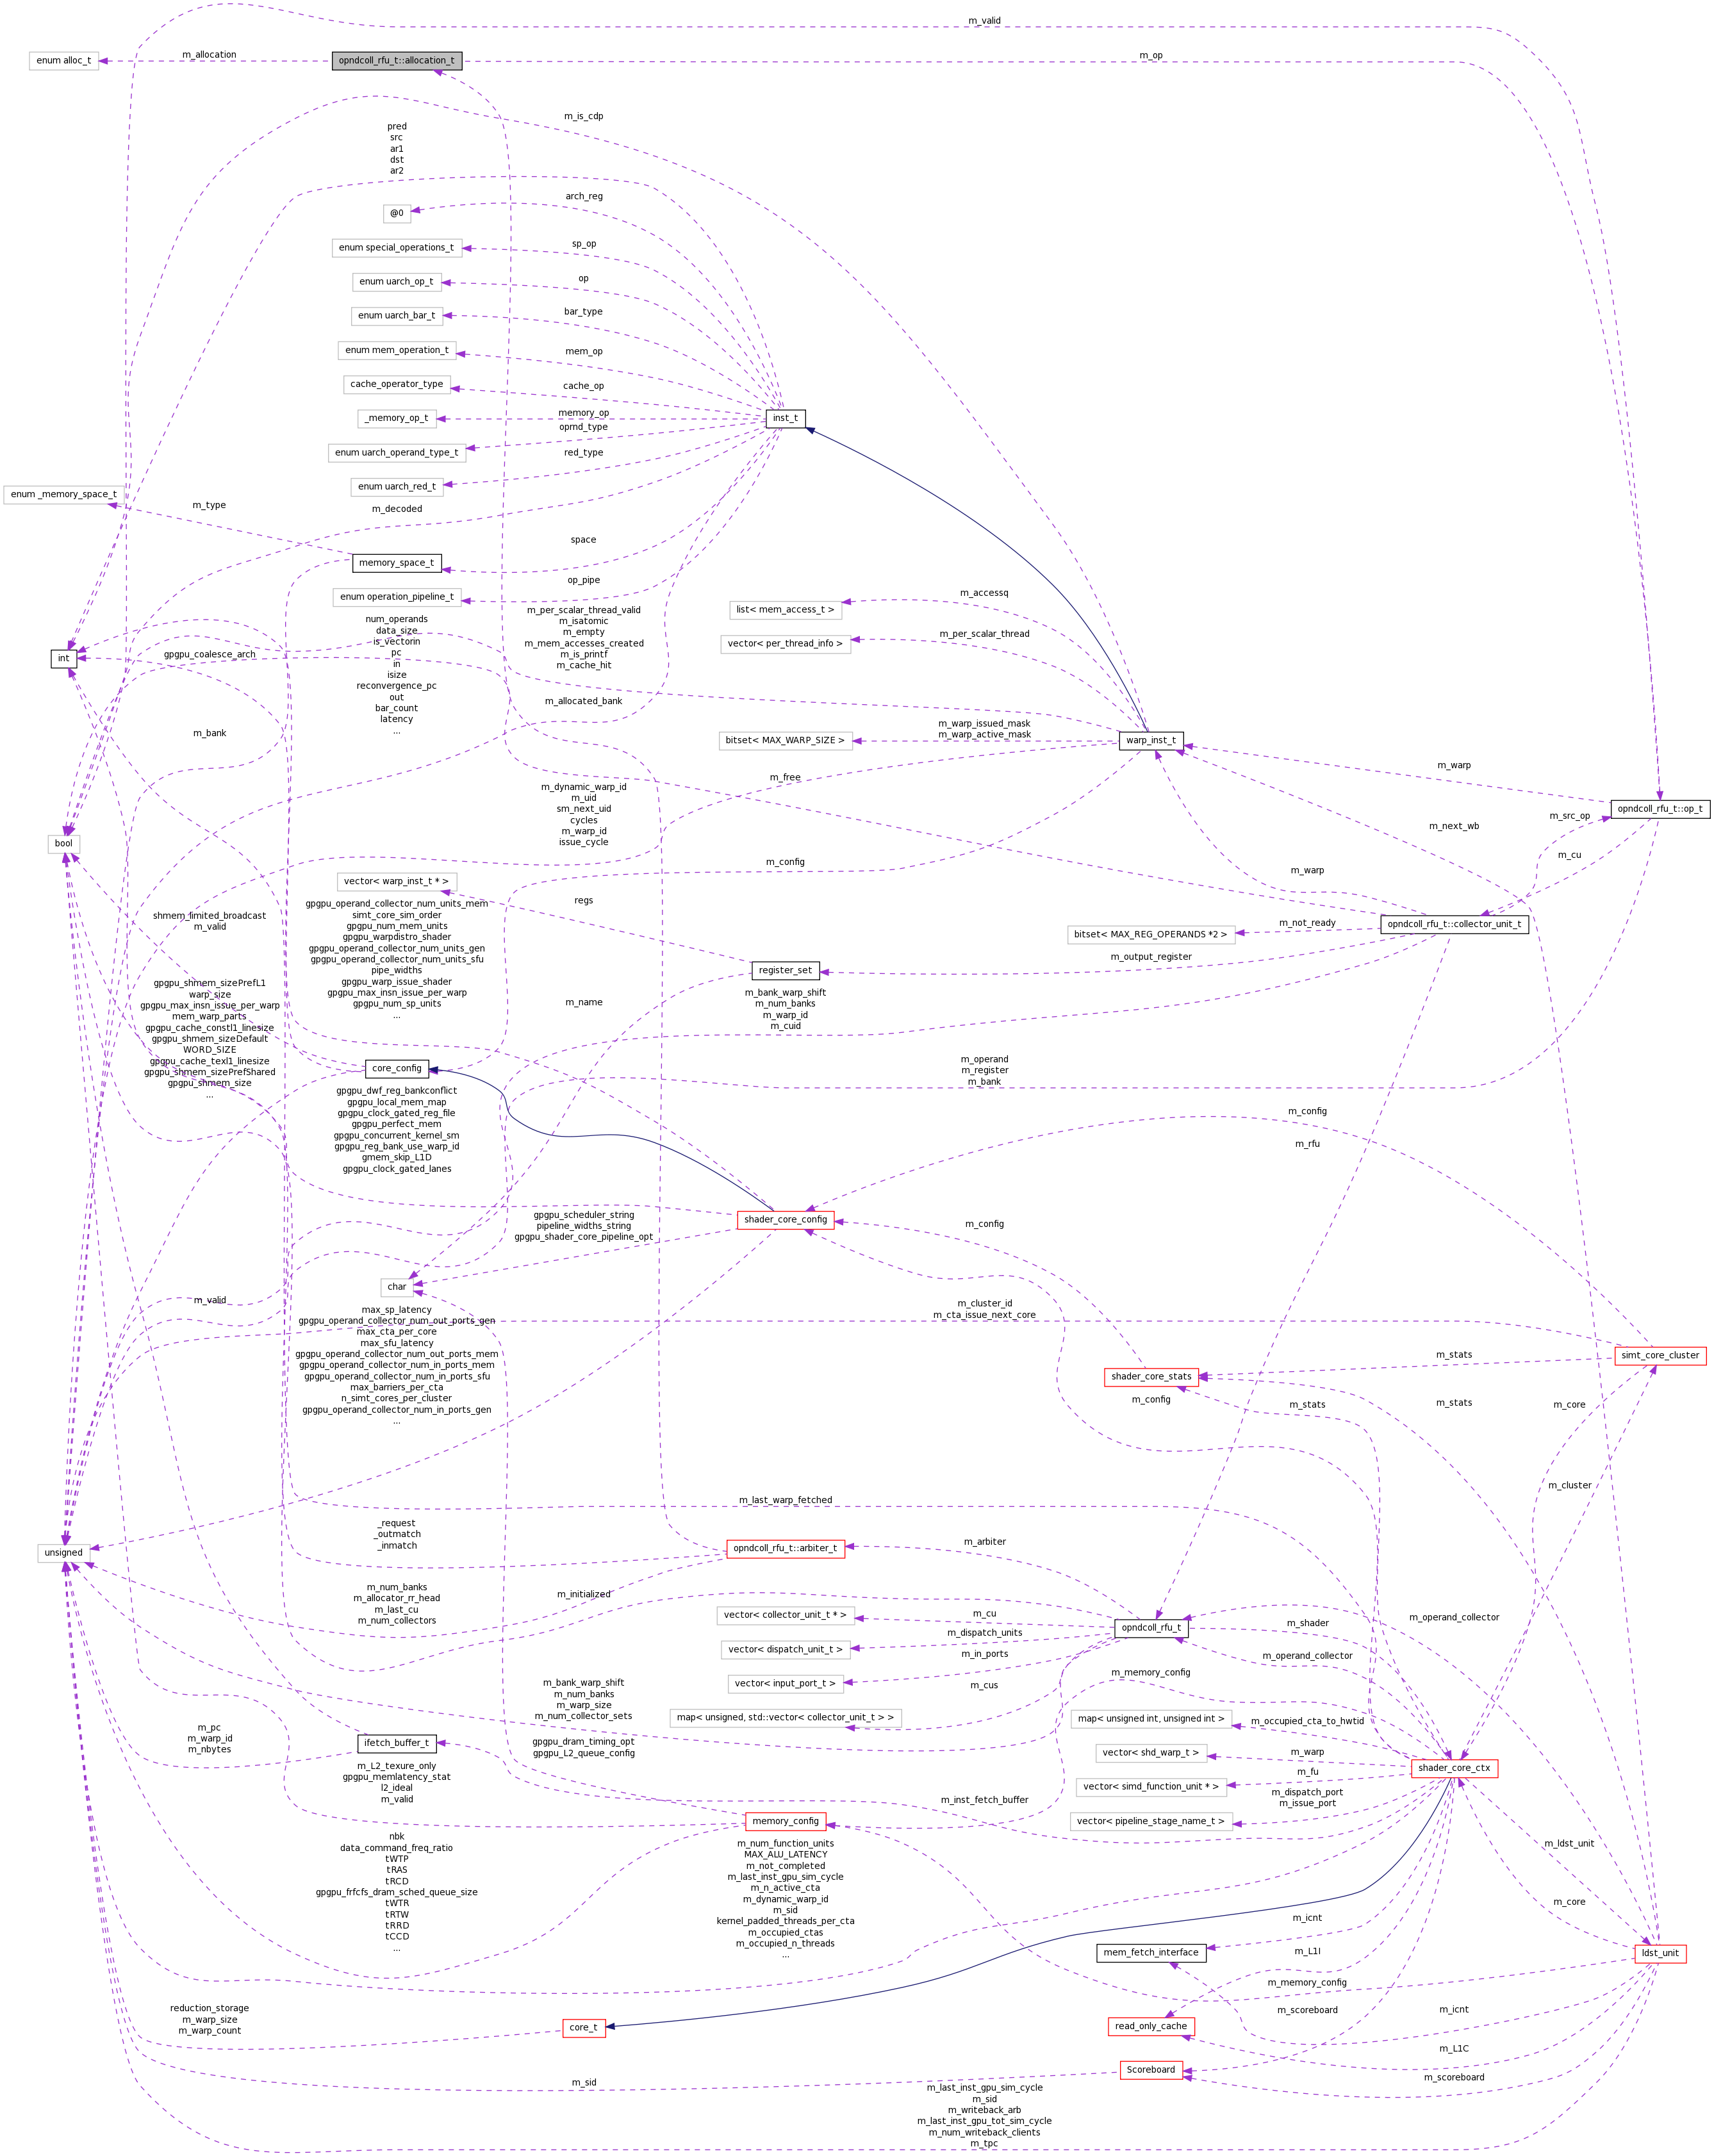 m_valid
enum alloc_t
m_allocation
opndcoll_rfu_t::allocation_t
m_op
m_is_cdp
pred
src
ar1
dst
ar2
arch_reg
@0
sp_op
enum special_operations_t
op
enum uarch_op_t
bar_type
enum uarch_bar_t
mem_op
enum mem_operation_t
cache_op
cache_operator_type
memory_op
_memory_op_t
inst_t
oprnd_type
enum uarch_operand_type_t
red_type
enum uarch_red_t
enum _memory_space_t
m_type
m_decoded
space
memory_space_t
op_pipe
enum operation_pipeline_t
m_accessq
list< mem_access_t >
m_per_scalar_thread
vector< per_thread_info >
m_per_scalar_thread_valid
m_isatomic
m_empty
m_mem_accesses_created
m_is_printf
m_cache_hit
num_operands
data_size
is_vectorin
pc
in
isize
reconvergence_pc
out
bar_count
latency
...
int
gpgpu_coalesce_arch
m_allocated_bank
m_bank
m_warp_issued_mask
m_warp_active_mask
bitset< MAX_WARP_SIZE >
warp_inst_t
m_warp
m_free
m_dynamic_warp_id
m_uid
sm_next_uid
cycles
m_warp_id
issue_cycle
opndcoll_rfu_t::op_t
m_src_op
m_next_wb
m_cu
bool
m_config
m_warp
vector< warp_inst_t * >
regs
gpgpu_operand_collector_num_units_mem
simt_core_sim_order
gpgpu_num_mem_units
gpgpu_warpdistro_shader
gpgpu_operand_collector_num_units_gen
gpgpu_operand_collector_num_units_sfu
pipe_widths
gpgpu_warp_issue_shader
gpgpu_max_insn_issue_per_warp
gpgpu_num_sp_units
...
shmem_limited_broadcast
m_valid
m_not_ready
bitset< MAX_REG_OPERANDS *2 >
opndcoll_rfu_t::collector_unit_t
m_output_register
register_set
m_name
m_bank_warp_shift
m_num_banks
m_warp_id
m_cuid
gpgpu_shmem_sizePrefL1
warp_size
gpgpu_max_insn_issue_per_warp
mem_warp_parts
gpgpu_cache_constl1_linesize
gpgpu_shmem_sizeDefault
WORD_SIZE
gpgpu_cache_texl1_linesize
gpgpu_shmem_sizePrefShared
gpgpu_shmem_size
...
core_config
m_operand
m_register
m_bank
gpgpu_dwf_reg_bankconflict
gpgpu_local_mem_map
gpgpu_clock_gated_reg_file
gpgpu_perfect_mem
gpgpu_concurrent_kernel_sm
gpgpu_reg_bank_use_warp_id
gmem_skip_L1D
gpgpu_clock_gated_lanes
m_config
m_rfu
shader_core_config
gpgpu_scheduler_string
pipeline_widths_string
gpgpu_shader_core_pipeline_opt
m_config
char
m_valid
max_sp_latency
gpgpu_operand_collector_num_out_ports_gen
max_cta_per_core
max_sfu_latency
gpgpu_operand_collector_num_out_ports_mem
gpgpu_operand_collector_num_in_ports_mem
gpgpu_operand_collector_num_in_ports_sfu
max_barriers_per_cta
n_simt_cores_per_cluster
gpgpu_operand_collector_num_in_ports_gen
...
m_cluster_id
m_cta_issue_next_core
simt_core_cluster
m_stats
shader_core_stats
m_config
m_stats
m_stats
m_core
m_cluster
m_last_warp_fetched
unsigned
_request
_outmatch
_inmatch
opndcoll_rfu_t::arbiter_t
m_arbiter
m_num_banks
m_allocator_rr_head
m_last_cu
m_num_collectors
m_initialized
vector< collector_unit_t * >
m_cu
opndcoll_rfu_t
m_shader
m_operand_collector
m_dispatch_units
vector< dispatch_unit_t >
m_in_ports
vector< input_port_t >
m_operand_collector
m_memory_config
m_cus
map< unsigned, std::vector< collector_unit_t > >
m_bank_warp_shift
m_num_banks
m_warp_size
m_num_collector_sets
map< unsigned int, unsigned int >
m_occupied_cta_to_hwtid
m_pc
m_warp_id
m_nbytes
ifetch_buffer_t
gpgpu_dram_timing_opt
gpgpu_L2_queue_config
vector< shd_warp_t >
m_warp
shader_core_ctx
m_fu
vector< simd_function_unit * >
m_L2_texure_only
gpgpu_memlatency_stat
l2_ideal
m_valid
m_inst_fetch_buffer
m_dispatch_port
m_issue_port
vector< pipeline_stage_name_t >
memory_config
m_ldst_unit
nbk
data_command_freq_ratio
tWTP
tRAS
tRCD
gpgpu_frfcfs_dram_sched_queue_size
tWTR
tRTW
tRRD
tCCD
...
m_num_function_units
MAX_ALU_LATENCY
m_not_completed
m_last_inst_gpu_sim_cycle
m_n_active_cta
m_dynamic_warp_id
m_sid
kernel_padded_threads_per_cta
m_occupied_ctas
m_occupied_n_threads
...
m_core
m_icnt
mem_fetch_interface
m_L1I
ldst_unit
m_memory_config
reduction_storage
m_warp_size
m_warp_count
core_t
m_scoreboard
m_icnt
read_only_cache
m_L1C
Scoreboard
m_scoreboard
m_sid
m_last_inst_gpu_sim_cycle
m_sid
m_writeback_arb
m_last_inst_gpu_tot_sim_cycle
m_num_writeback_clients
m_tpc